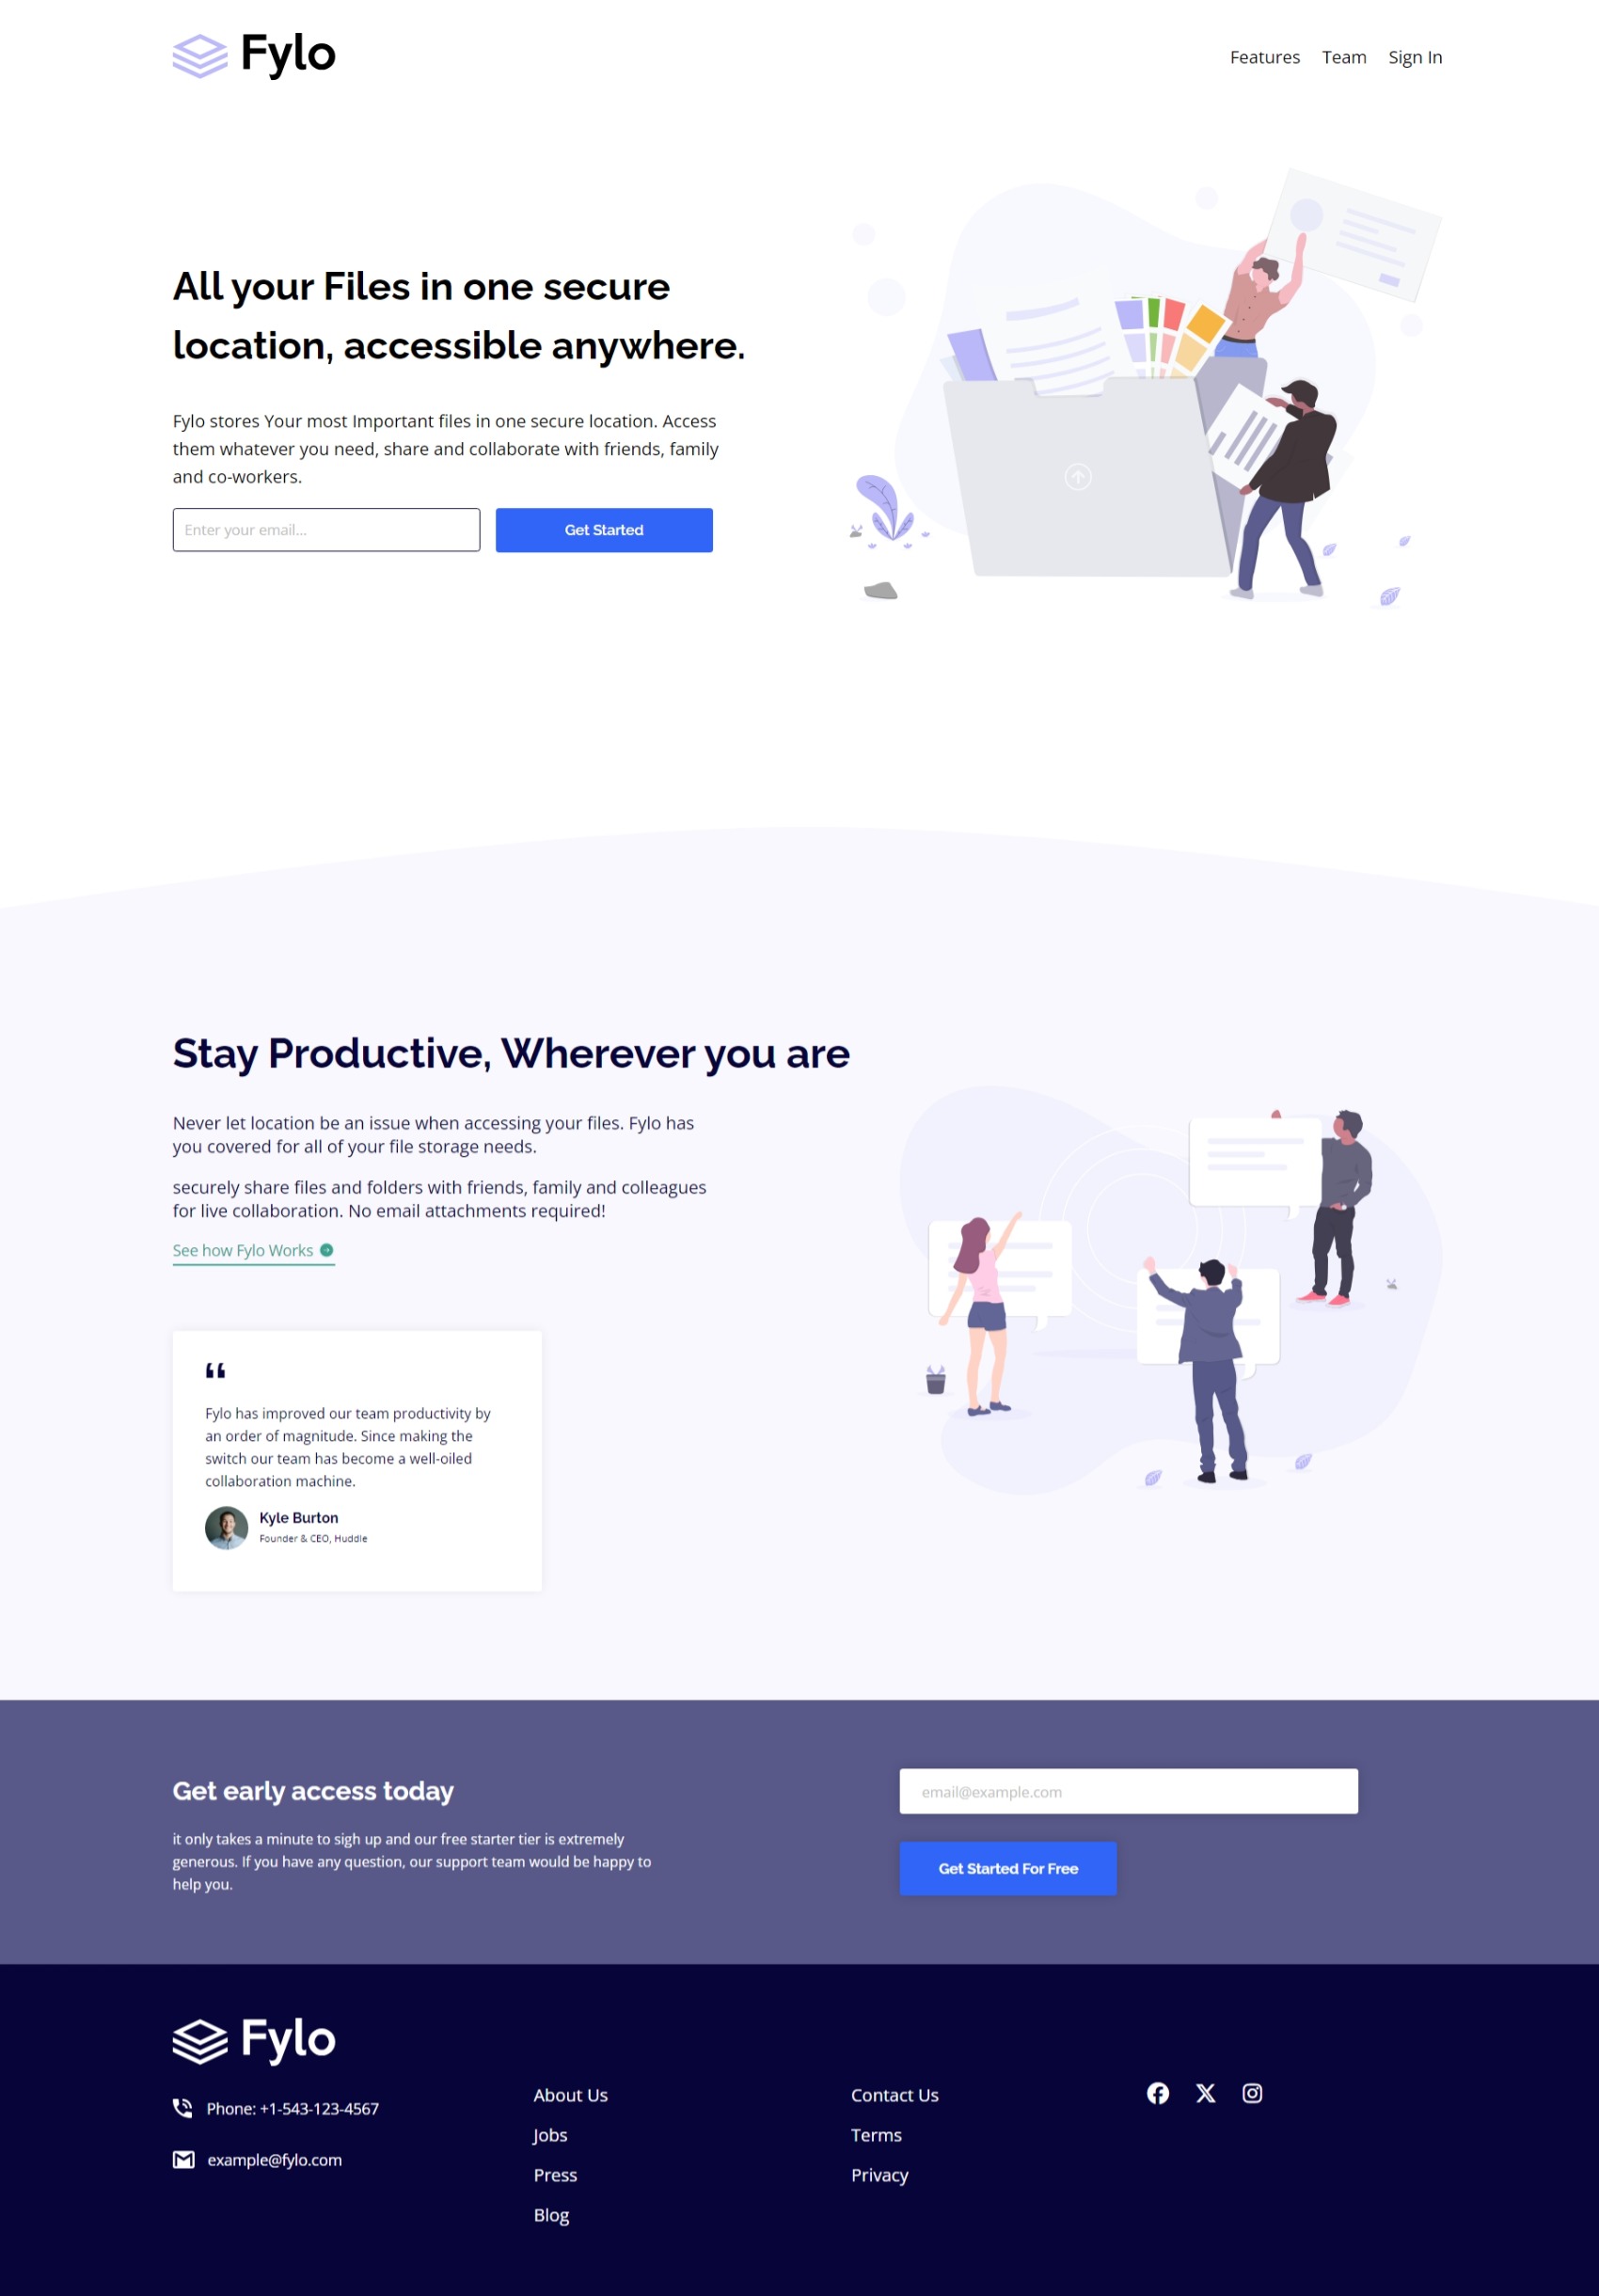 Fylo
Features Team Sign In
All your Files in one secure
location, accessible anywhere.
Fylo stores Your most Important files in one secure location. Access
them whatever you need, share and collaborate with friends, family
and co-workers.
Enter your email...
Get Started
Stay Productive, Wherever you are
Never let location be an issue when accessing your files. Fylo has
you covered for all of your file storage needs.
securely share files and folders with friends, family and colleagues
for live collaboration. No email attachments required!
See how Fylo Works
“
Fylo has improved our team productivity by
an order of magnitude. Since making the
switch our team has become a well-oiled
collaboration machine.
Kyle Burton
Founder & CEO, Huddle
Get early access today
it only takes a minute to sigh up and our free starter tier is extremely
generous. If you have any question, our support team would be happy to
help you.
email@example.com
Get Started For Free
Fylo
Phone: +1-543-123-4567
example@fylo.com
About Us
Jobs
Press
Blog
Contact Us
Terms
Privacy